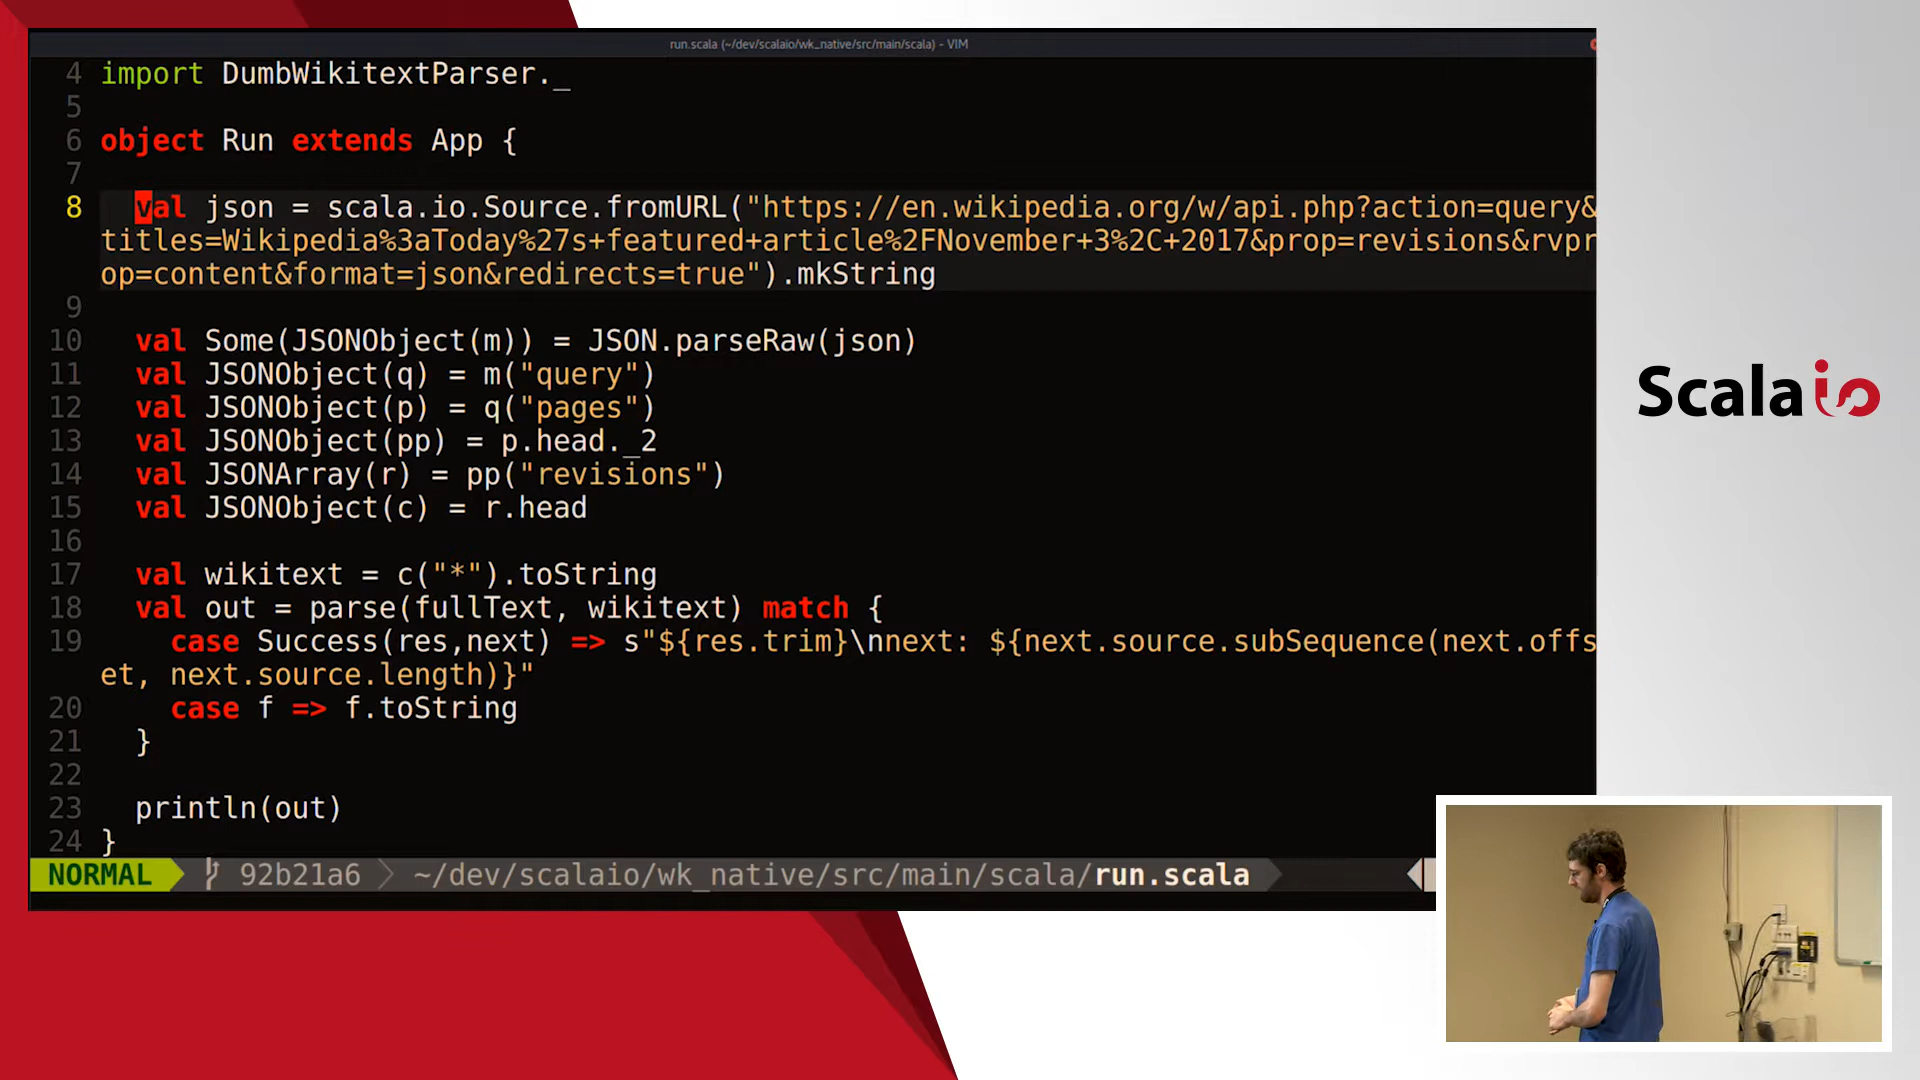 run.scala (~/dev/scalaio/wk_native/src/main/scala) - VIM
4 import DumbWikitextParser._
5
6 object Run extends App {
7
8 val json = scala.io.Source.fromURL("https://en.wikipedia.org/w/api.php?action=query&
titles=Wikipedia%3aToday%27s+featured+article%2FNovember+3%2C+2017&prop=revisions&rvpr
op=content&format=json&redirects=true").mkString
9
10 val Some(JSONObject(m)) = JSON.parseRaw(json)
11 val JSONObject(q) = m("query")
12 val JSONObject(p) = q("pages")
13 val JSONObject(pp) = p.head._2
14 val JSONArray(r) = pp("revisions")
15 val JSONObject(c) = r.head
16
17 val wikitext = c("*").toString
18 val out = parse(fullText, wikitext) match {
19 case Success(res,next) => s"${res.trim}\nnext: ${next.source.subSequence(next.offs
et, next.source.length)}"
20 case f => f.toString
21 }
22
23 println(out)
24 }
NORMAL 92b21a6 ~/dev/scalaio/wk_native/src/main/scala/run.scala
Scala io